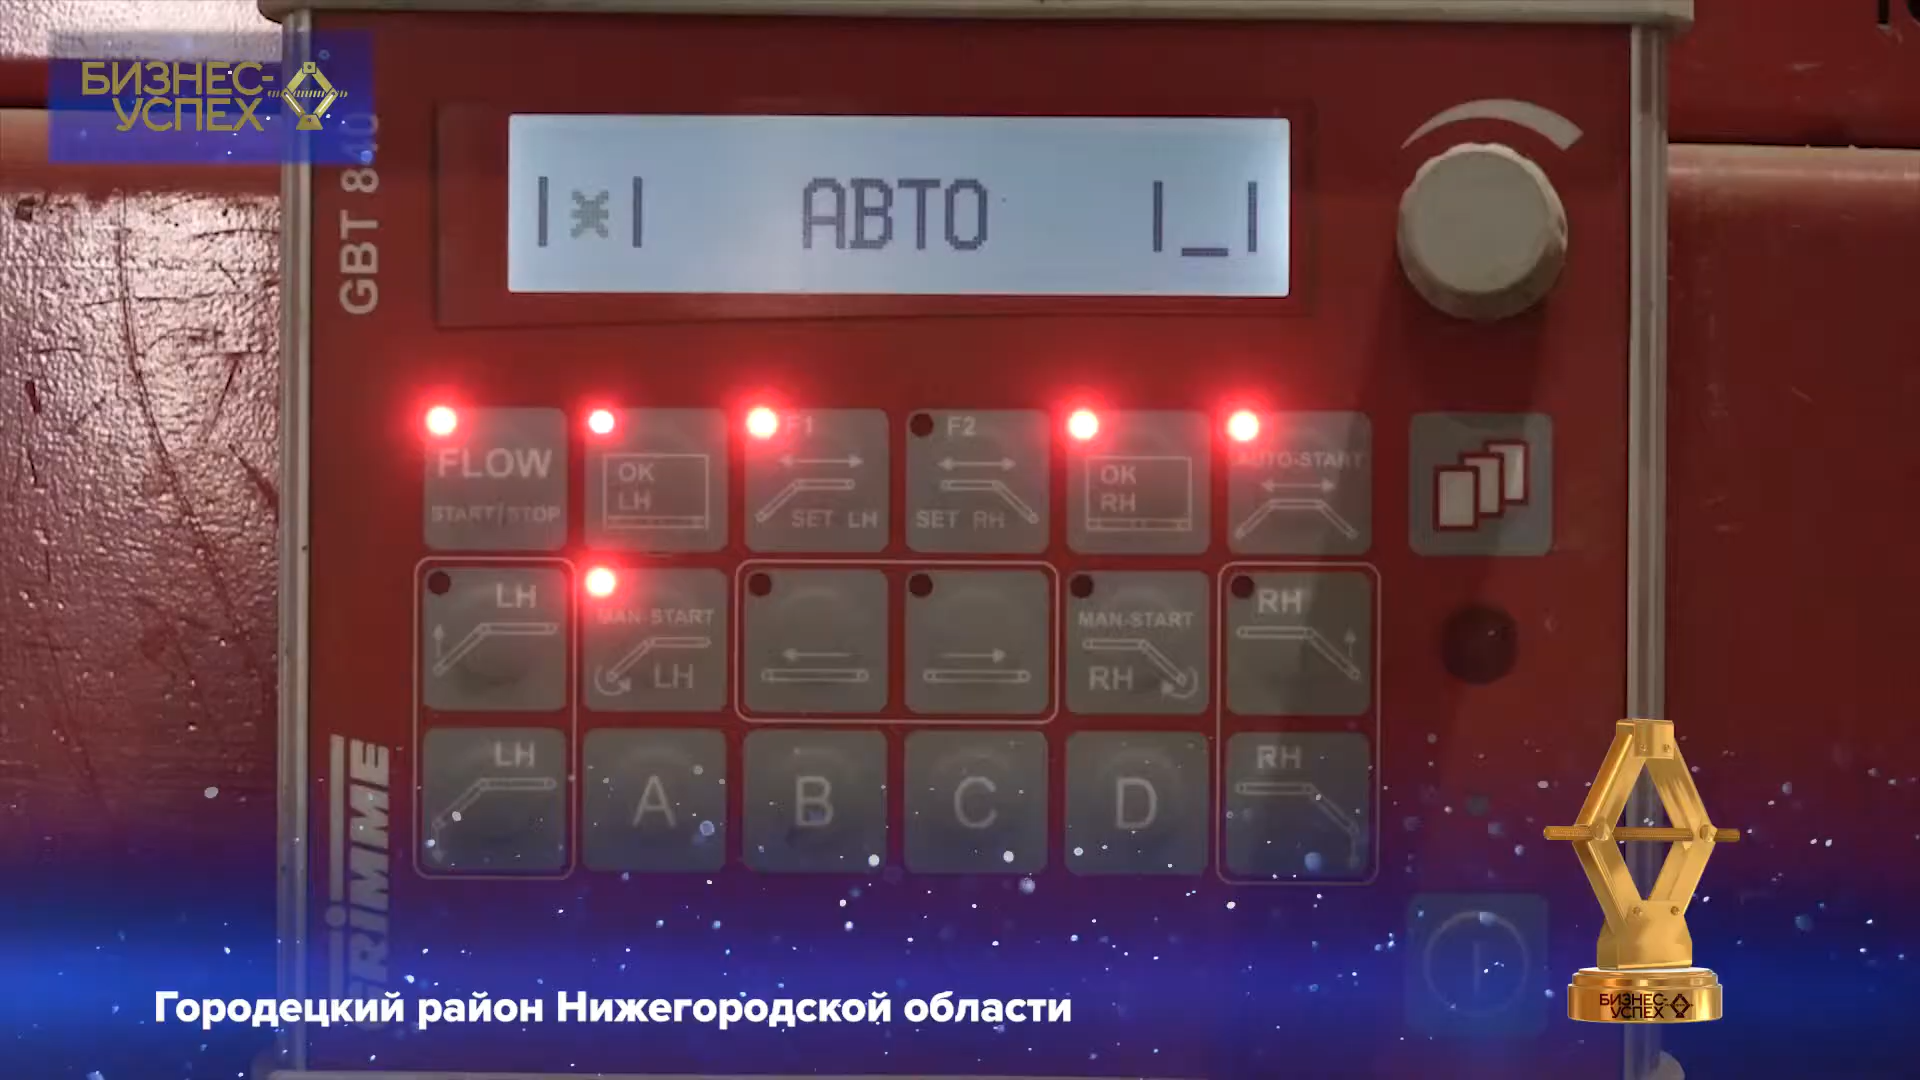 БИЗНЕС-
УСПЕХ
GBT 840
|x| АВТО |_|
FLOW
START/STOP
OK
LH
F1
SET LH
F2
SET RH
OK
RH
AUTO-START
LH
MAN-START
LH
MAN-START
RH
RH
LH
A
B
C
D
RH
GRIMME
Городецкий район Нижегородской области
БИЗНЕС-
УСПЕХ